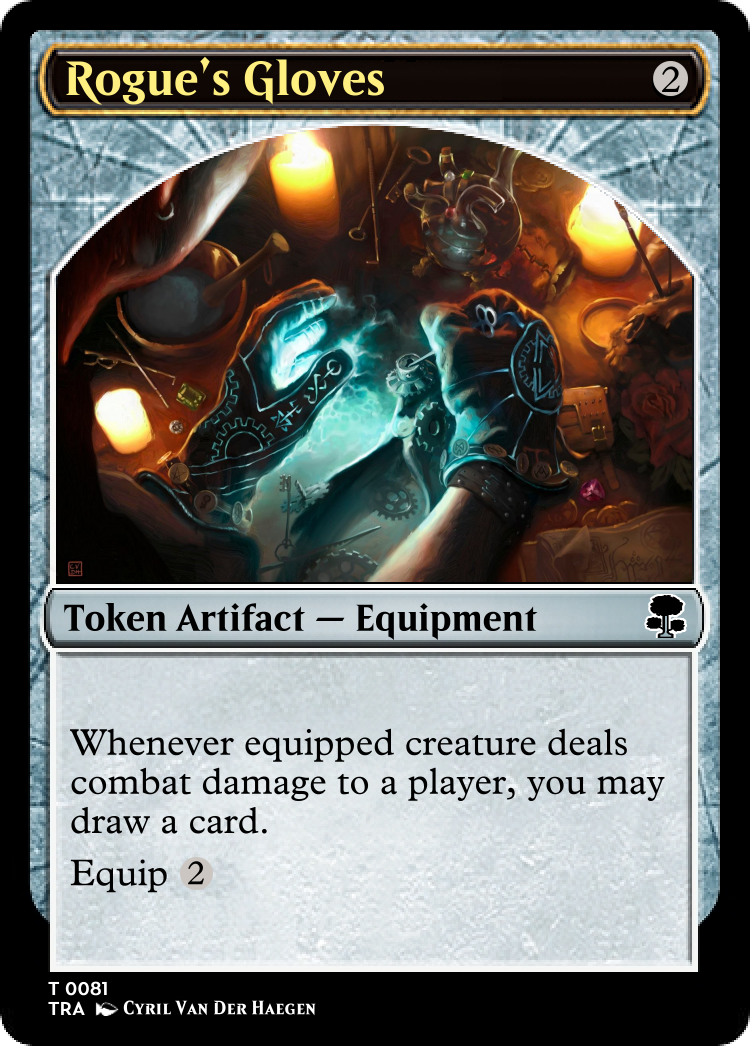 Rogue's Gloves 2
Token Artifact — Equipment
Whenever equipped creature deals
combat damage to a player, you may
draw a card.
Equip 2
T 0081
TRA Cyril Van Der Haegen